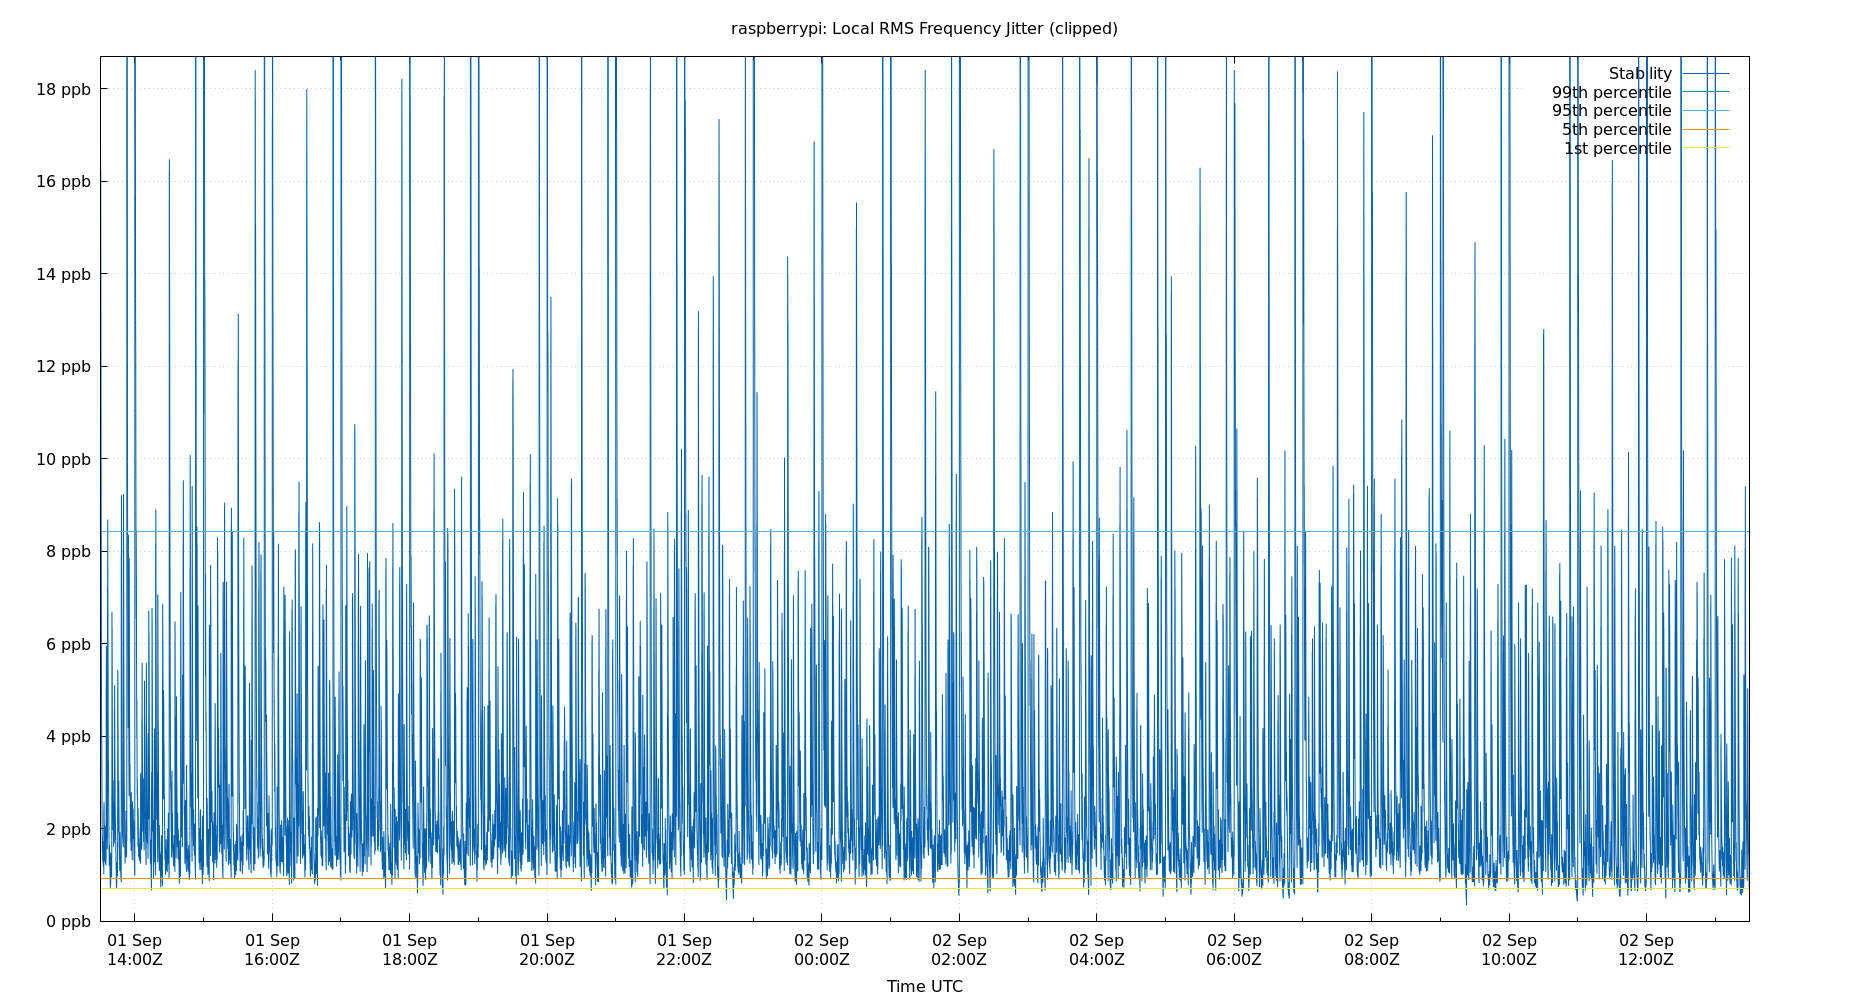 raspberrypi: Local RMS Frequency Jitter (clipped)
18 ppb
16 ppb
14 ppb
12 ppb
10 ppb
8 ppb
6 ppb
4 ppb
2 ppb
0 ppb
Stability
99th percentile
95th percentile
5th percentile
1st percentile
01 Sep 01 Sep 01 Sep 01 Sep 01 Sep 02 Sep 02 Sep 02 Sep 02 Sep 02 Sep 02 Sep 02 Sep
14:00Z 16:00Z 18:00Z 20:00Z 22:00Z 00:00Z 02:00Z 04:00Z 06:00Z 08:00Z 10:00Z 12:00Z
Time UTC